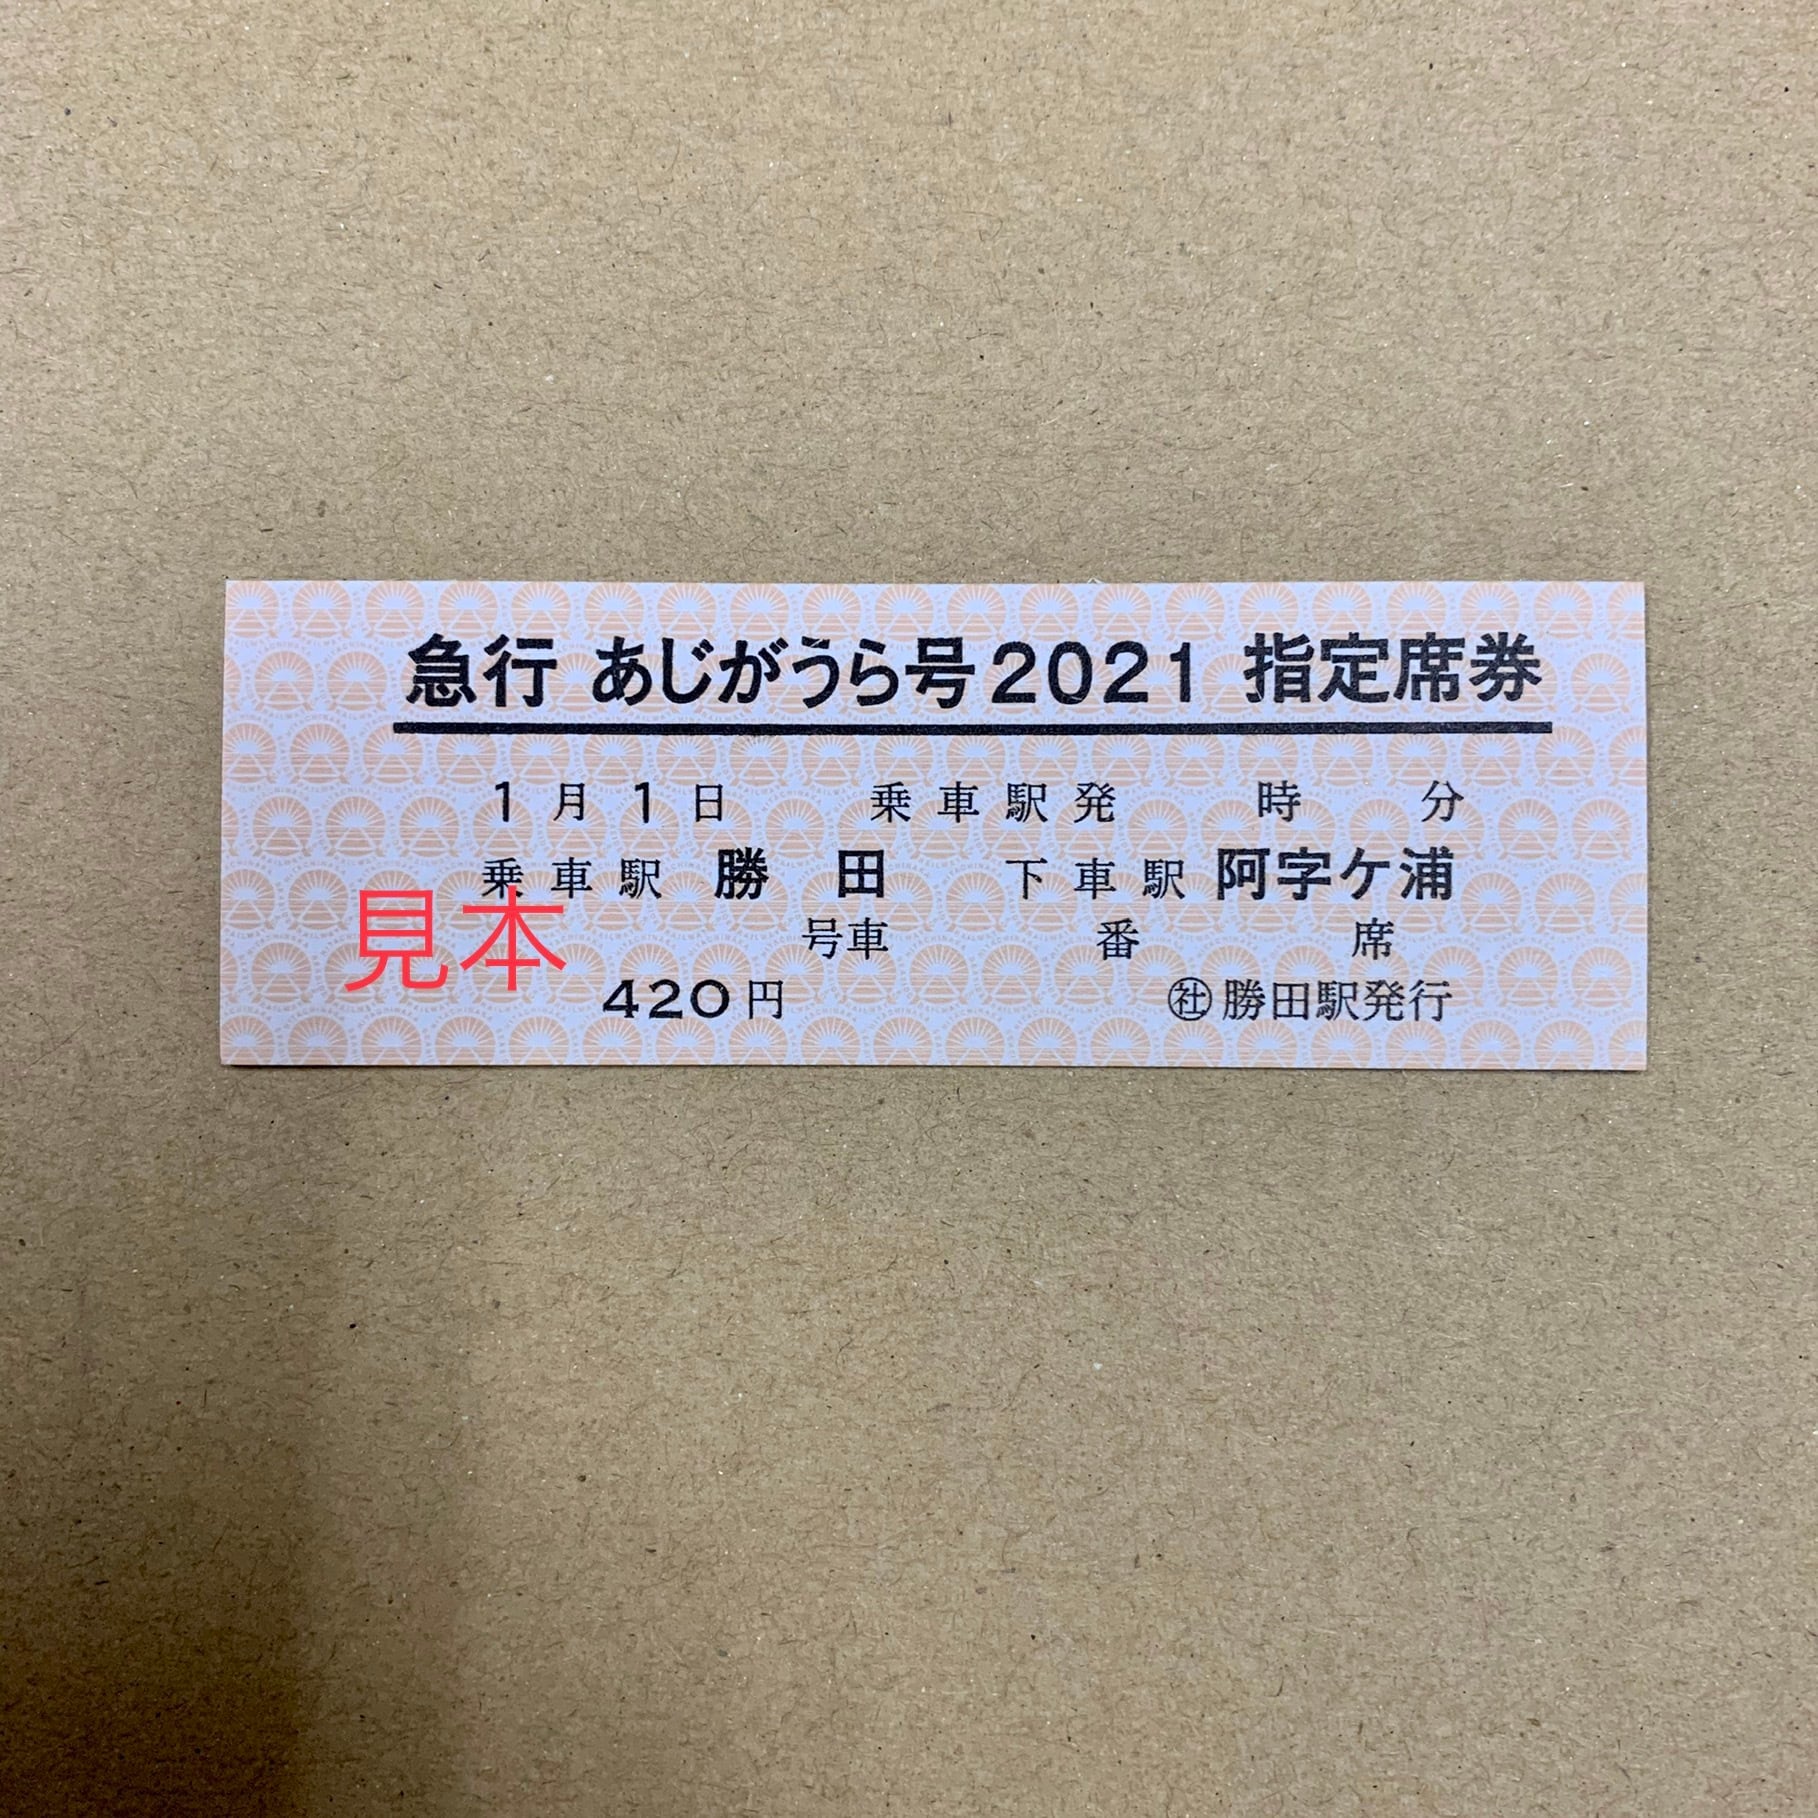 急行 あじがうら号2021 指定席券
1月1日 乗車駅発 時 分
乗車駅 勝田 下車駅 阿字ケ浦
見本
号車 番 席
420円 ㊓勝田駅発行